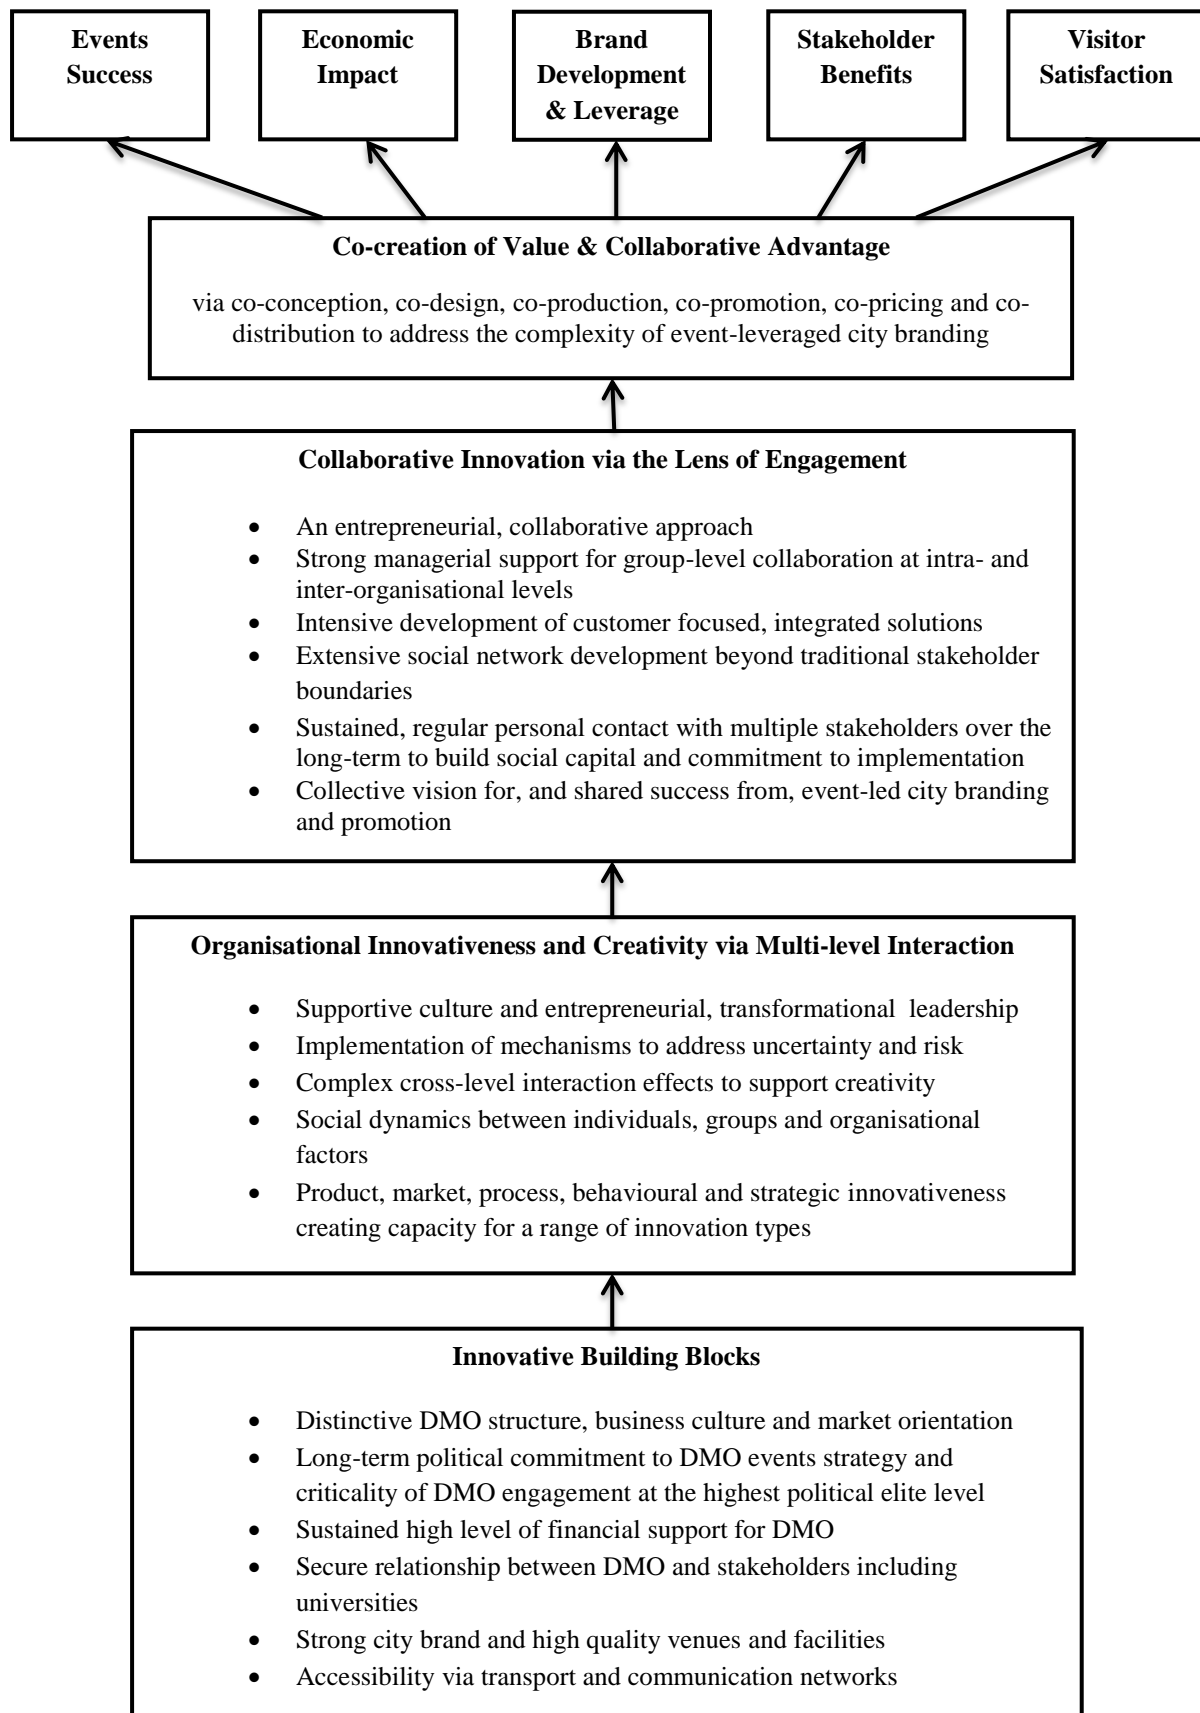 Events
Success
Economic
Impact
Brand
Development
& Leverage
Stakeholder
Benefits
Visitor
Satisfaction
Co-creation of Value & Collaborative Advantage
via co-conception, co-design, co-production, co-promotion, co-pricing and co-
distribution to address the complexity of event-leveraged city branding
Collaborative Innovation via the Lens of Engagement
• An entrepreneurial, collaborative approach
• Strong managerial support for group-level collaboration at intra- and
inter-organisational levels
• Intensive development of customer focused, integrated solutions
• Extensive social network development beyond traditional stakeholder
boundaries
• Sustained, regular personal contact with multiple stakeholders over the
long-term to build social capital and commitment to implementation
• Collective vision for, and shared success from, event-led city branding
and promotion
Organisational Innovativeness and Creativity via Multi-level Interaction
• Supportive culture and entrepreneurial, transformational leadership
• Implementation of mechanisms to address uncertainty and risk
• Complex cross-level interaction effects to support creativity
• Social dynamics between individuals, groups and organisational
factors
• Product, market, process, behavioural and strategic innovativeness
creating capacity for a range of innovation types
Innovative Building Blocks
• Distinctive DMO structure, business culture and market orientation
• Long-term political commitment to DMO events strategy and
criticality of DMO engagement at the highest political elite level
• Sustained high level of financial support for DMO
• Secure relationship between DMO and stakeholders including
universities
• Strong city brand and high quality venues and facilities
• Accessibility via transport and communication networks